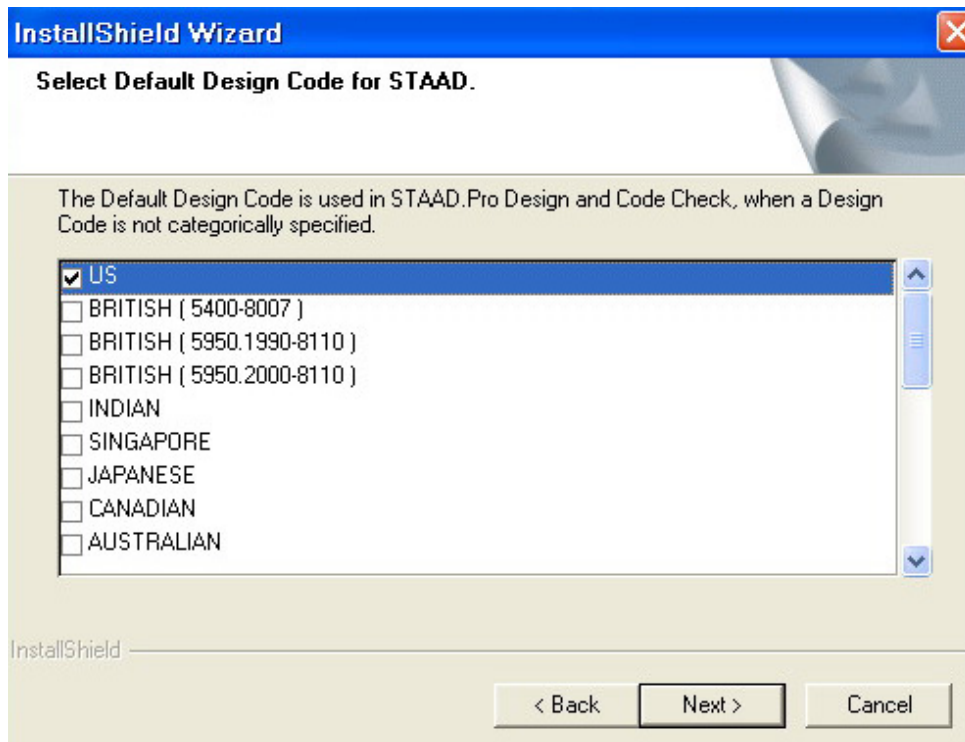 InstallShield Wizard
Select Default Design Code for STAAD.
The Default Design Code is used in STAAD.Pro Design and Code Check, when a Design
Code is not categorically specified.
US
BRITISH ( 5400-8007 )
BRITISH ( 5950.1990-8110 )
BRITISH ( 5950.2000-8110 )
INDIAN
SINGAPORE
JAPANESE
CANADIAN
AUSTRALIAN
InstallShield
< Back
Next >
Cancel